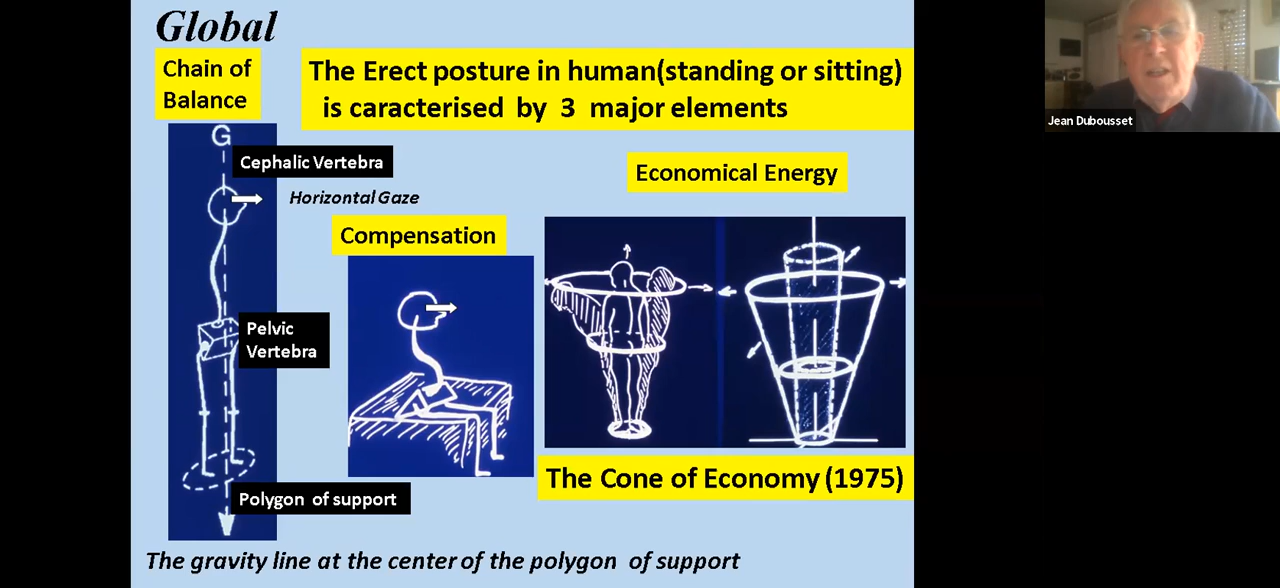 Global
Chain of
Balance
The Erect posture in human(standing or sitting)
is caracterised by 3 major elements
G
Cephalic Vertebra
Horizontal Gaze
Compensation
Economical Energy
Pelvic
Vertebra
Polygon of support
The Cone of Economy (1975)
The gravity line at the center of the polygon of support
Jean Dubousset